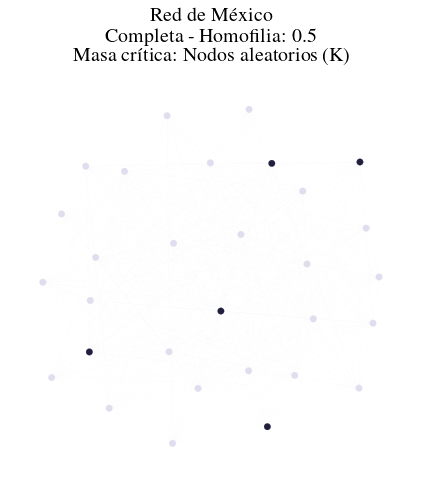 Red de México
Completa - Homofilia: 0.5
Masa crítica: Nodos aleatorios (K)